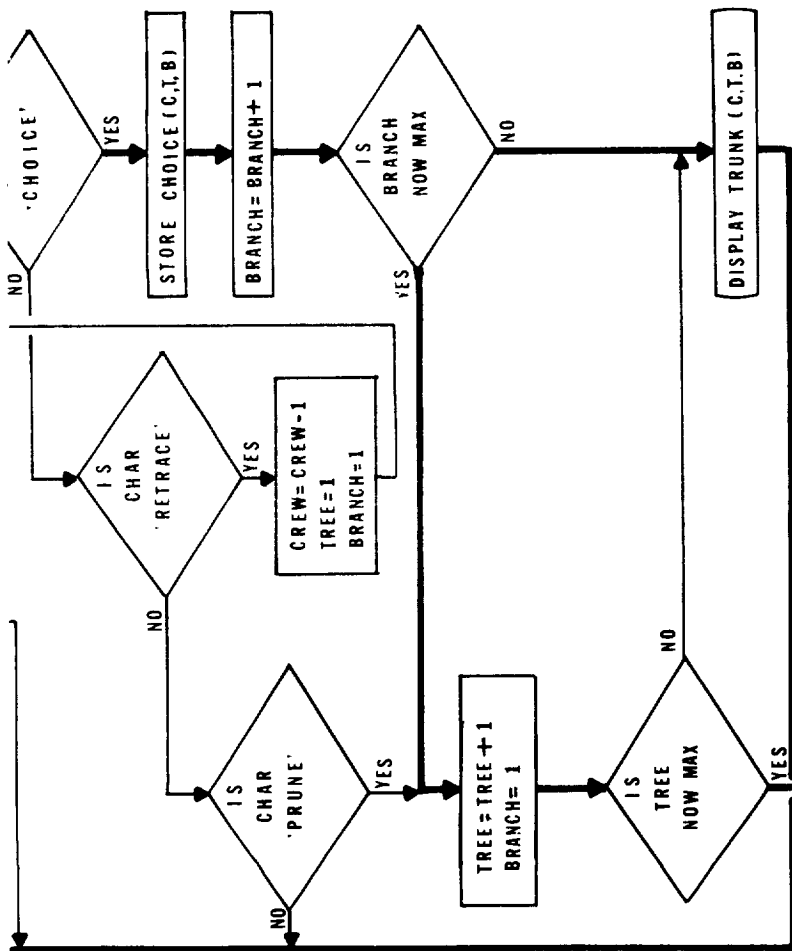 'CHOICE'
NO
YES
STORE CHOICE (C,T,B)
BRANCH=BRANCH+1
IS
BRANCH
NOW MAX
YES
NO
IS
CHAR
'RETRACE'
NO
YES
CREW=CREW-1
TREE=1
BRANCH=1
IS
CHAR
'PRUNE'
NO
YES
TREE=TREE+1
BRANCH=1
IS
TREE
NOW MAX
NO
YES
DISPLAY TRUNK (C.T.B)